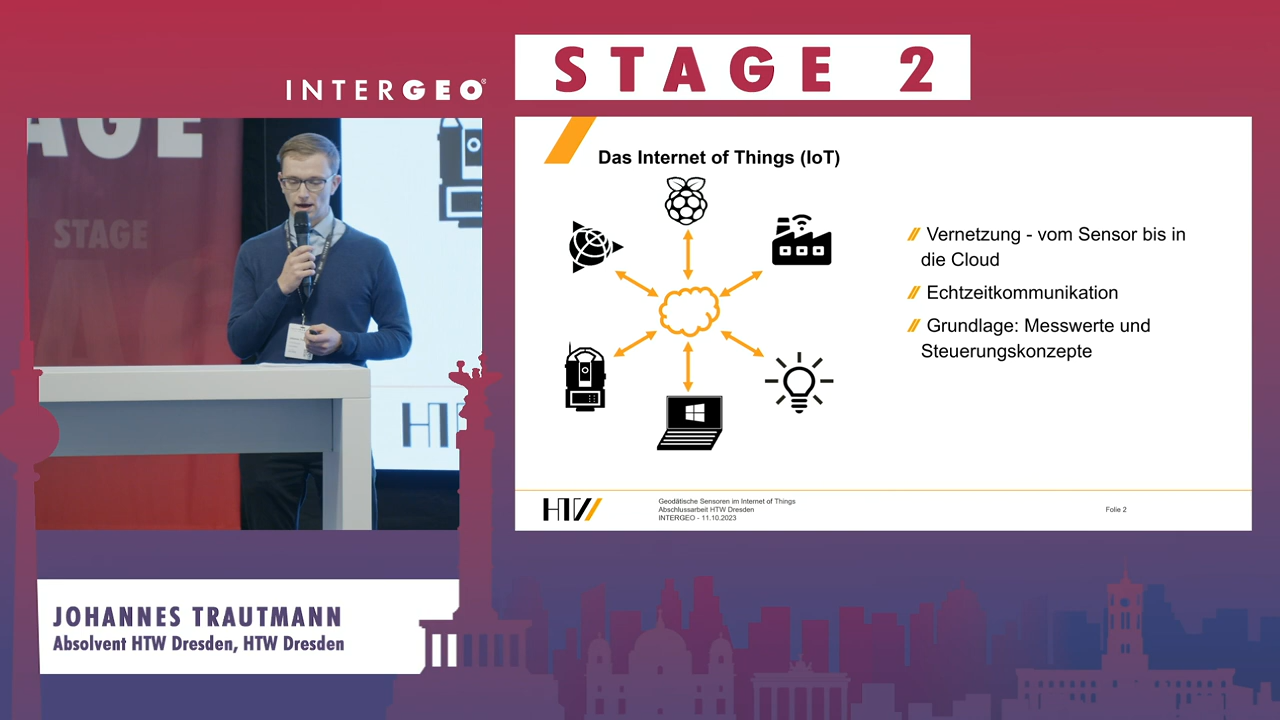 STAGE 2
INTERGEO®
AGE
STAGE
Das Internet of Things (IoT)
Vernetzung - vom Sensor bis in
die Cloud
Echtzeitkommunikation
Grundlage: Messwerte und
Steuerungskonzepte
HTW
Geodätische Sensoren im Internet of Things
Abschlussarbeit HTW Dresden
INTERGEO - 11.10.2023
Folie 2
JOHANNES TRAUTMANN
Absolvent HTW Dresden, HTW Dresden